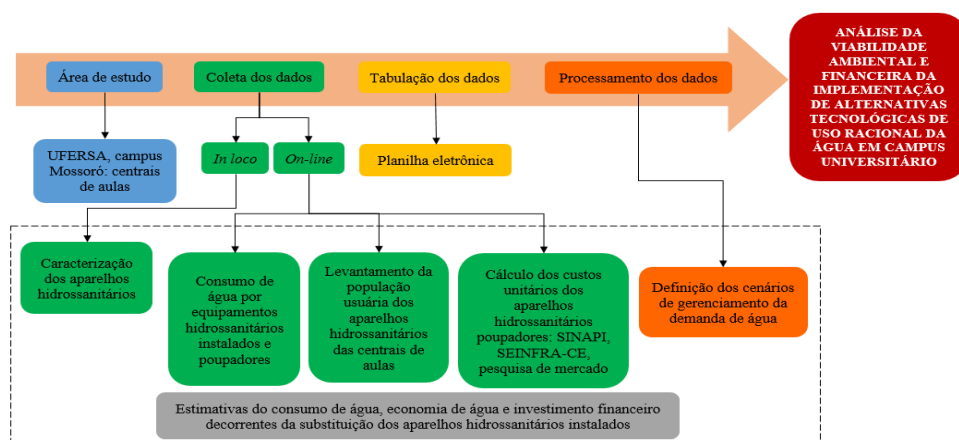 Área de estudo
Coleta dos dados
Tabulação dos dados
Processamento dos dados
ANÁLISE DA
VIABILIDADE
AMBIENTAL E
FINANCEIRA DA
IMPLEMENTAÇÃO
DE ALTERNATIVAS
TECNOLÓGICAS DE
USO RACIONAL DA
ÁGUA EM CAMPUS
UNIVERSITÁRIO
UFERSA, campus
Mossoró: centrais
de aulas
In loco
On-line
Planilha eletrônica
Caracterização
dos aparelhos
hidrossanitários
Consumo de
água por
equipamentos
hidrossanitários
instalados e
poupadores
Levantamento da
população
usuária dos
aparelhos
hidrossanitários
das centrais de
aulas
Cálculo dos custos
unitários dos
aparelhos
hidrossanitários
poupadores: SINAPI,
SEINFRA-CE,
pesquisa de mercado
Definição dos cenários
de gerenciamento da
demanda de água
Estimativas do consumo de água, economia de água e investimento financeiro
decorrentes da substituição dos aparelhos hidrossanitários instalados